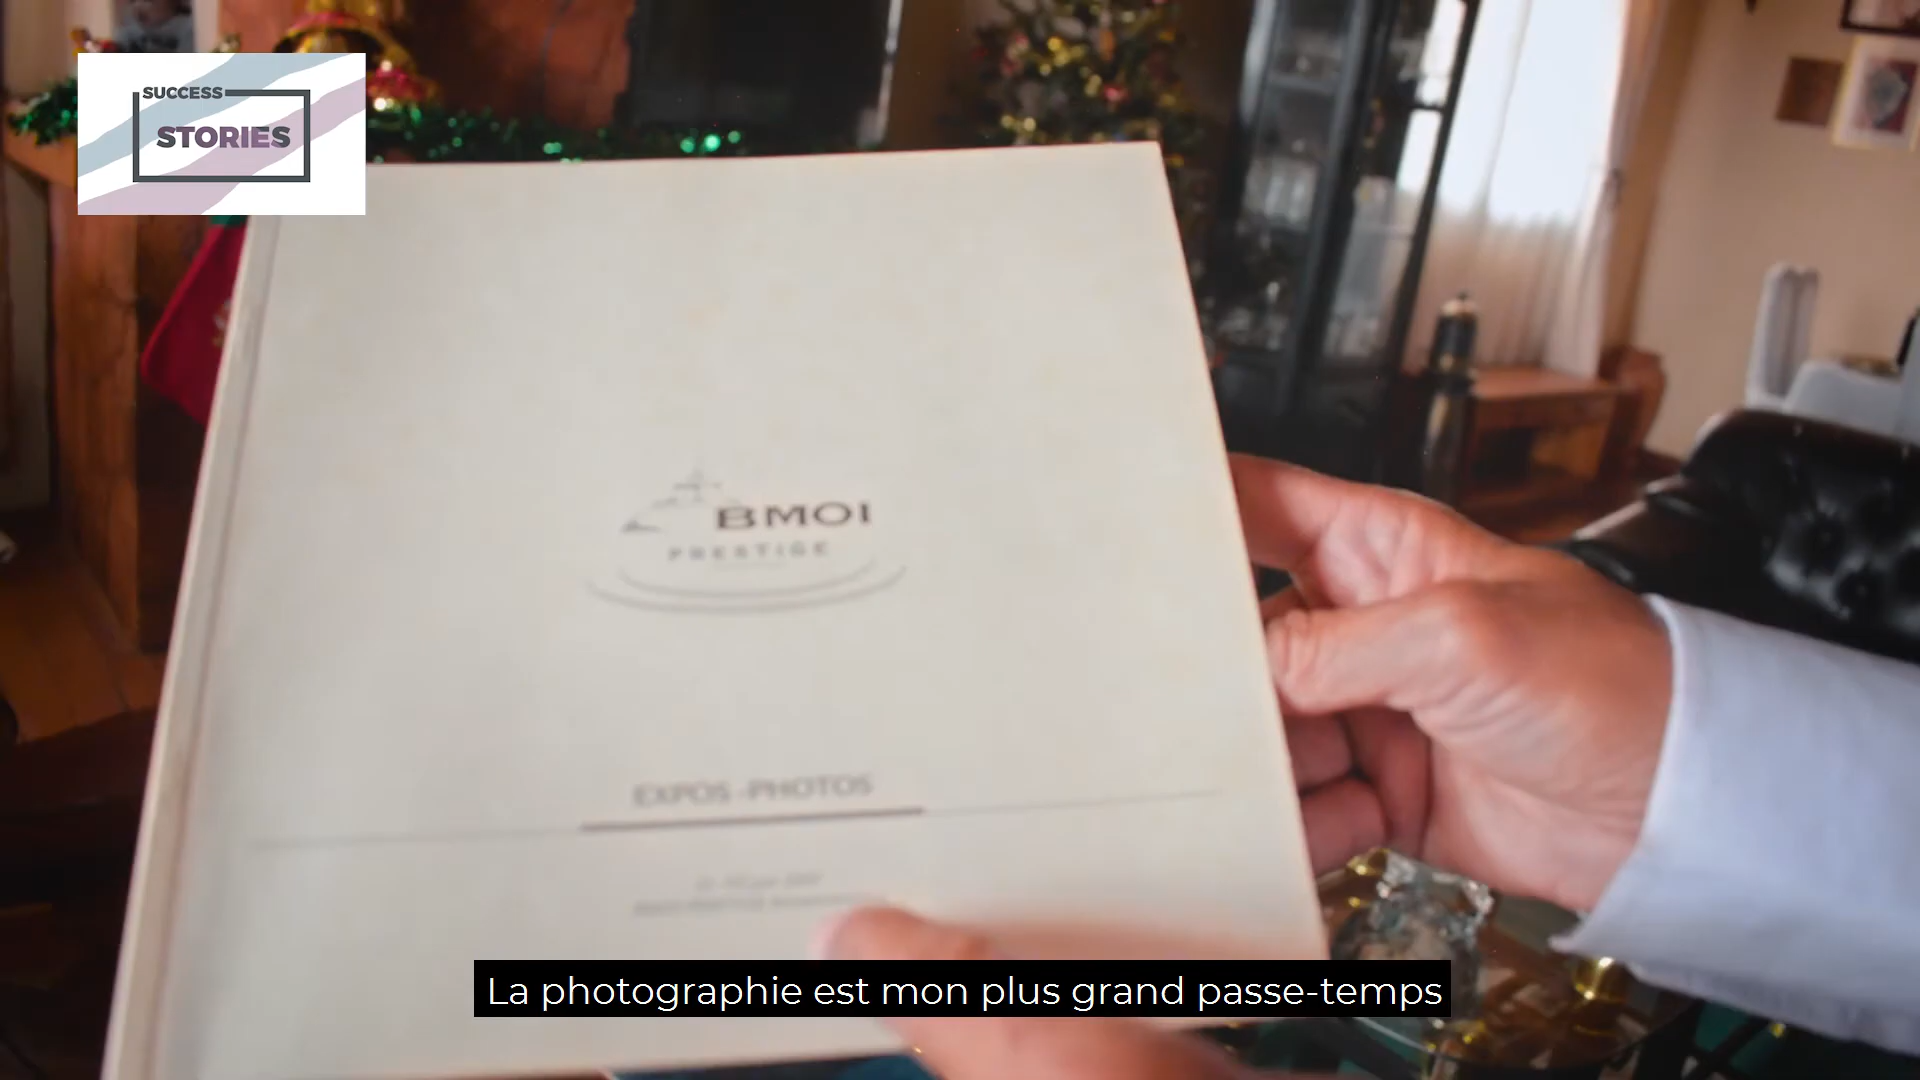 SUCCESS
STORIES
BMOI
PRESTIGE
EXPOS-PHOTOS
La photographie est mon plus grand passe-temps